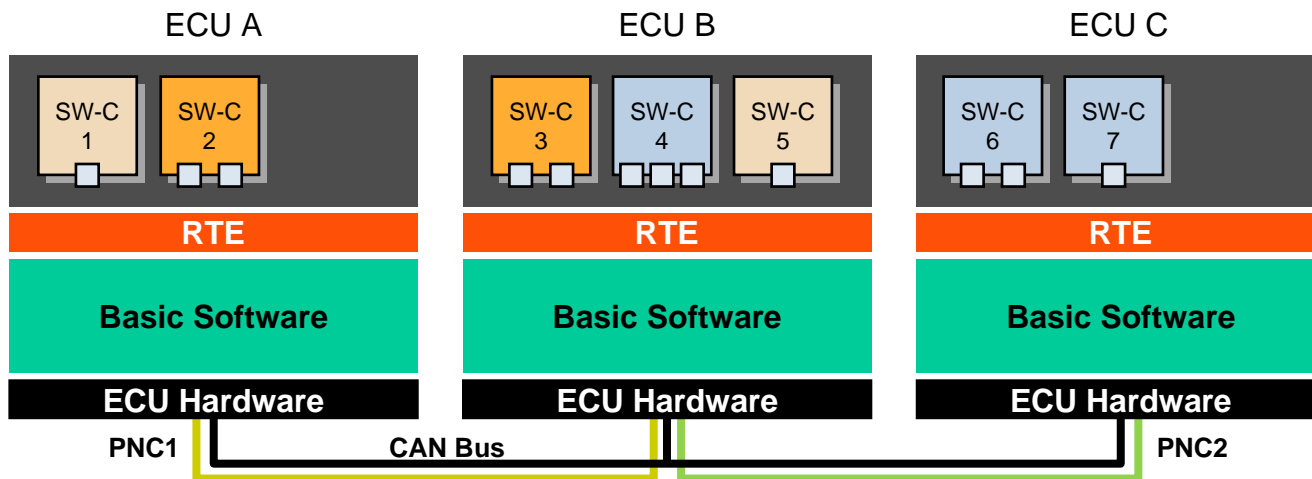 ECU A
ECU B
ECU C
SW-C
1
SW-C
2
SW-C
3
SW-C
4
SW-C
5
SW-C
6
SW-C
7
RTE
RTE
RTE
Basic Software
Basic Software
Basic Software
ECU Hardware
ECU Hardware
ECU Hardware
PNC1
CAN Bus
PNC2